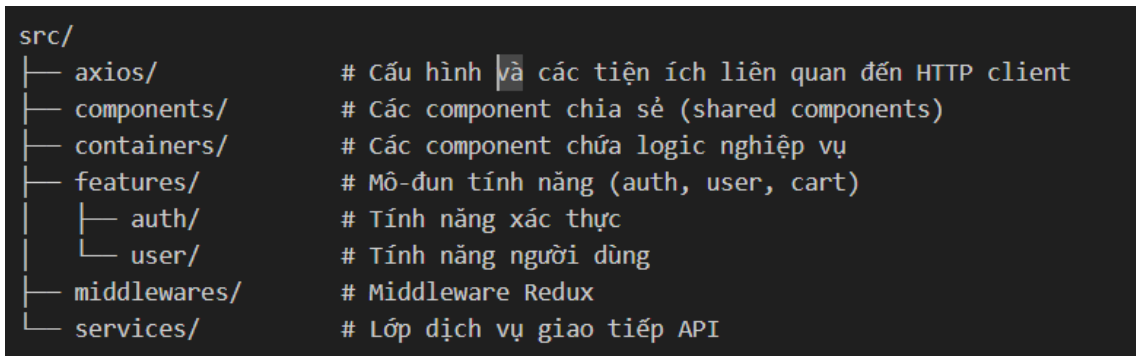 src/
├── axios/ # Cấu hình và các tiện ích liên quan đến HTTP client
├── components/ # Các component chia sẻ (shared components)
├── containers/ # Các component chứa logic nghiệp vụ
├── features/ # Mô-đun tính năng (auth, user, cart)
│   ├── auth/ # Tính năng xác thực
│   └── user/ # Tính năng người dùng
├── middlewares/ # Middleware Redux
└── services/ # Lớp dịch vụ giao tiếp API